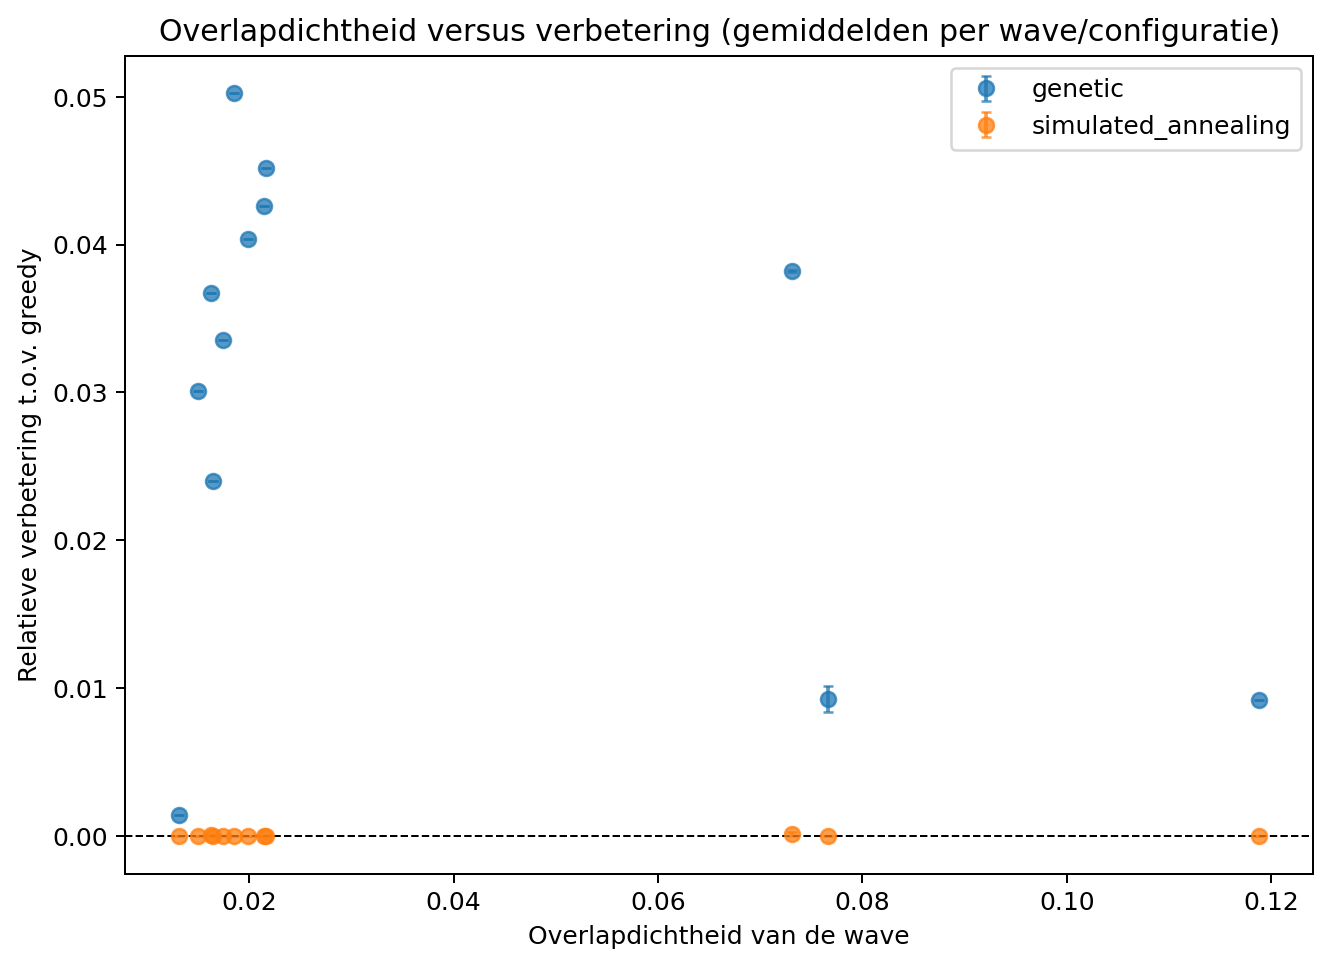 Overlapdichtheid versus verbetering (gemiddelden per wave/configuratie)
genetic
simulated_annealing
Relatieve verbetering t.o.v. greedy
0.05
0.04
0.03
0.02
0.01
0.00
0.02 0.04 0.06 0.08 0.10 0.12
Overlapdichtheid van de wave